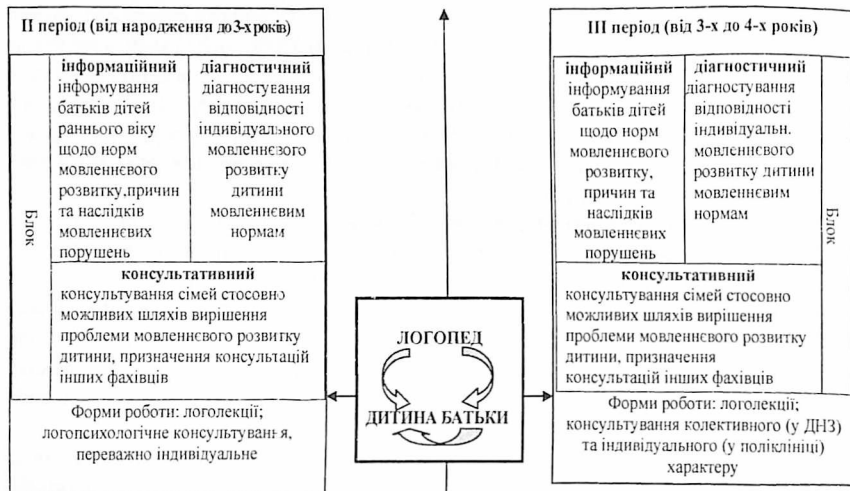 ІІ період (від народження до 3-х років)
Блок
інформаційний
інформування
батьків дітей
раннього віку
щодо норм
мовленнєвого
розвитку, причин
та наслідків
мовленнєвих
порушень
діагностичний
діагностування
відповідності
індивідуального
мовленнєвого
розвитку
дитини
мовленнєвим
нормам
консультативний
консультування сімей стосовно
можливих шляхів вирішення
проблеми мовленнєвого розвитку
дитини, призначення консультацій
інших фахівців
Форми роботи: логолекції;
логопсихологічне консультування,
переважно індивідуальне
ЛОГОПЕД
ДИТИНА БАТЬКИ
ІІІ період (від 3-х до 4-х років)
інформаційний
інформування
батьків дітей
щодо норм
мовленнєвого
розвитку,
причин та
наслідків
мовленнєвих
порушень
діагностичний
діагностування
відповідності
індивідуальн.
мовленнєвого
розвитку дитини
мовленнєвим
нормам
Блок
консультативний
консультування сімей стосовно
можливих шляхів вирішення
проблеми мовленнєвого розвитку
дитини, призначення
консультацій інших фахівців
Форми роботи: логолекції;
консультування колективного (у ДНЗ)
та індивідуального (у поліклініці)
характеру